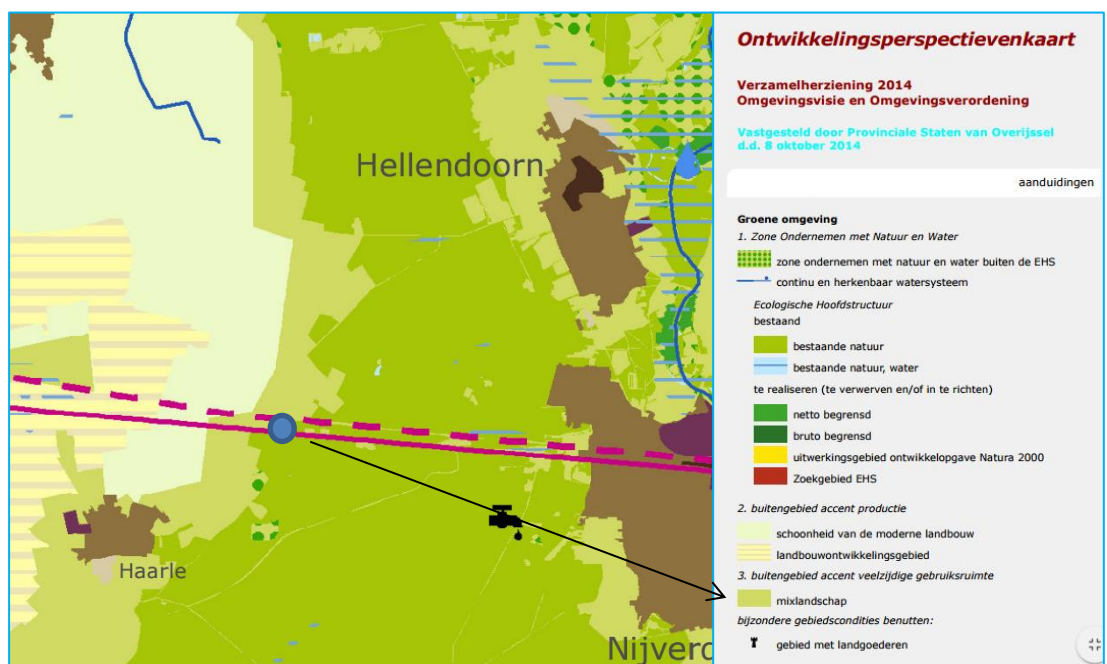 Hellendoorn
Haarle
Ontwikkelingsperspectievenkaart
Verzamelherziening 2014
Omgevingsvisie en Omgevingsverordening
Vastgesteld door Provinciale Staten van Overijssel
d.d. 8 oktober 2014
aanduidingen
Groene omgeving
1. Zone Ondernemen met Natuur en Water
zone ondernemen met natuur en water buiten de EHS
continu en herkenbaar watersysteem
Ecologische Hoofdstructuur
bestaand
bestaande natuur
bestaande natuur, water
te realiseren (te verwerven en/of in te richten)
netto begrensd
bruto begrensd
uitwerkingsgebied ontwikkelopgave Natura 2000
Zoekgebied EHS
2. buitengebied accent productie
schoonheid van de moderne landbouw
landbouwontwikkelingsgebied
3. buitengebied accent veelzijdige gebruiksruimte
mixlandschap
bijzondere gebiedscondities benutten:
gebied met landgoederen